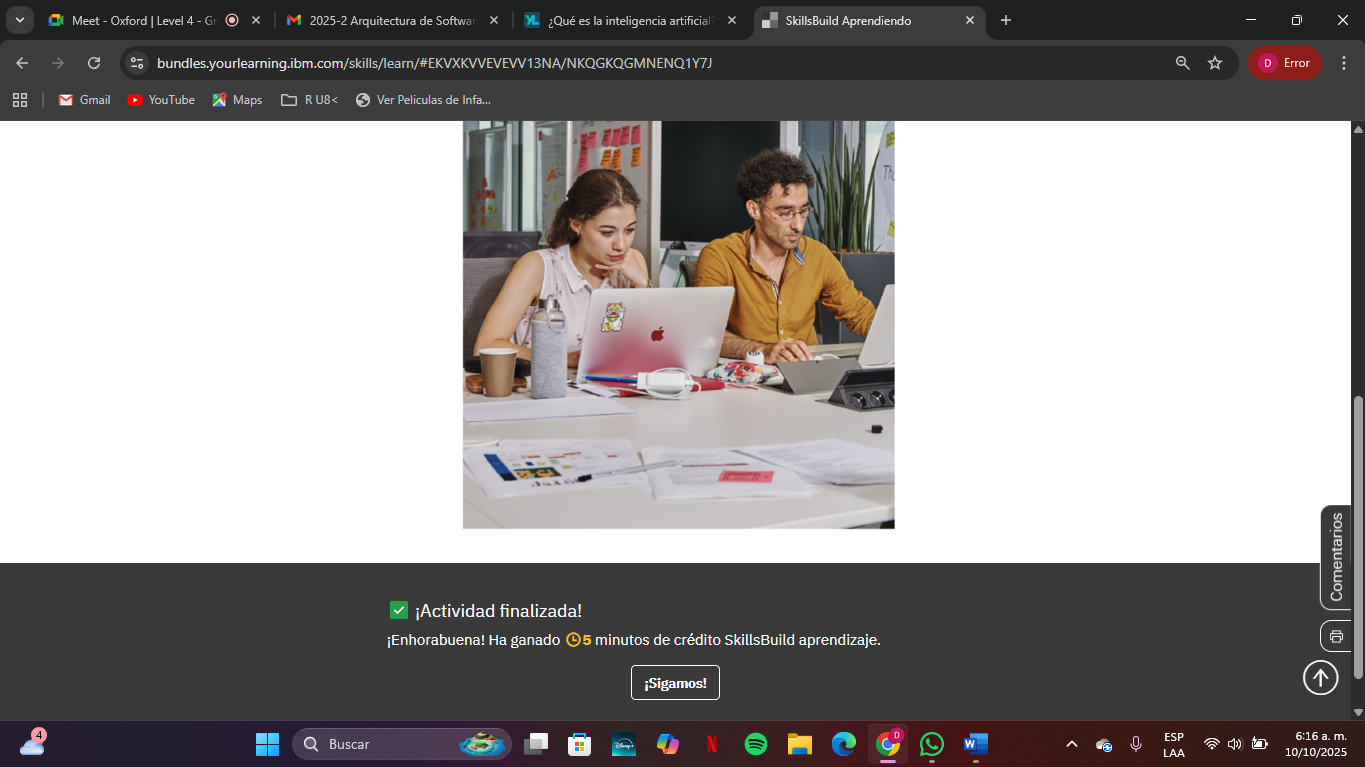 Meet - Oxford | Level 4 - Gr
2025-2 Arquitectura de Softwar
¿Qué es la inteligencia artificial?
SkillsBuild Aprendiendo
bundles.yourlearning.ibm.com/skills/learn/#EKVXKVVEVEVV13NA/NKQGKQGMNENQ1Y7J
D Error
Gmail
YouTube
Maps
R U8<
Ver Peliculas de Infa...
Comentarios
¡Actividad finalizada!
¡Enhorabuena! Ha ganado 5 minutos de crédito SkillsBuild aprendizaje.
¡Sigamos!
4
Buscar
Disney+
N
D
W
ESP
LAA
6:16 a. m.
10/10/2025